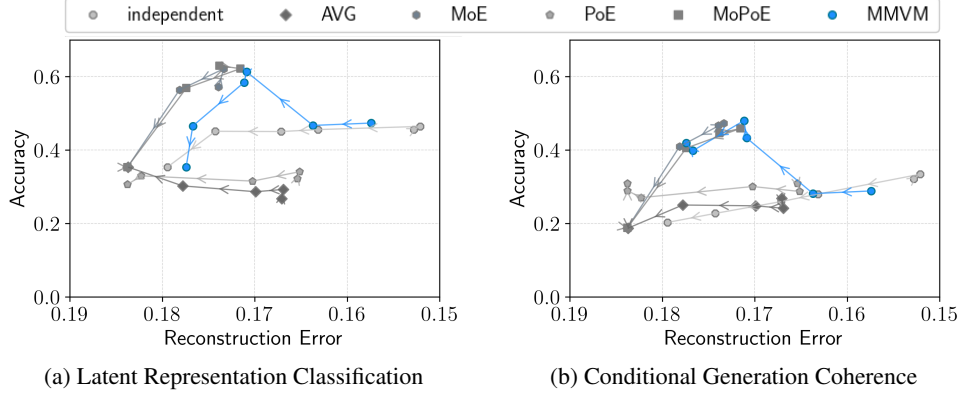 independent AVG MoE PoE MoPoE MMVM
0.6
0.4
0.2
0.0
Accuracy
0.19 0.18 0.17 0.16 0.15
Reconstruction Error
(a) Latent Representation Classification
0.6
0.4
0.2
0.0
Accuracy
0.19 0.18 0.17 0.16 0.15
Reconstruction Error
(b) Conditional Generation Coherence